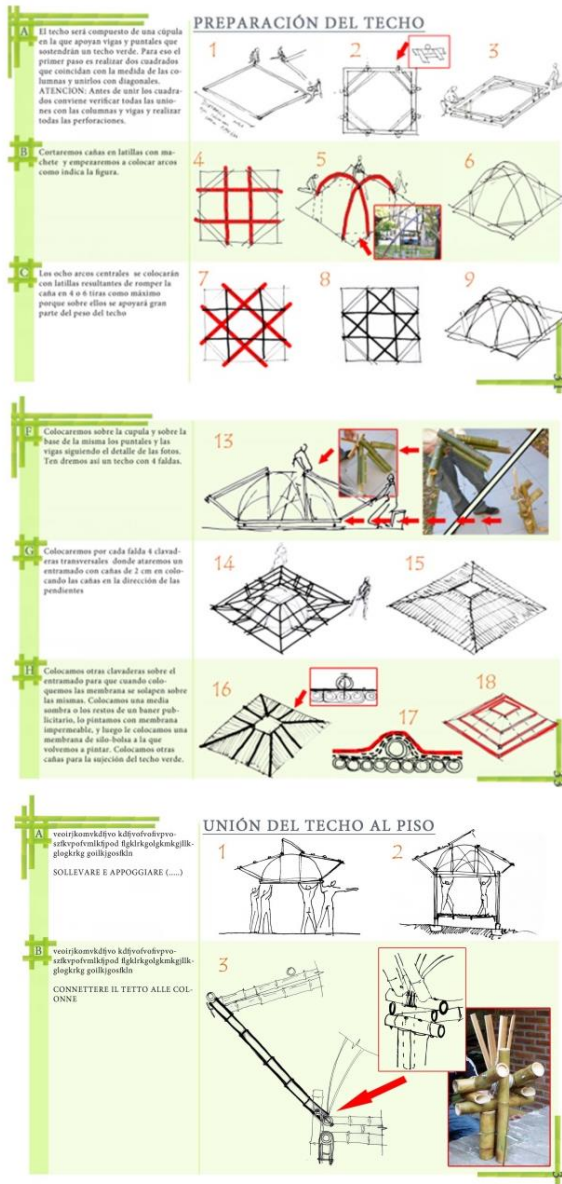 PREPARACIÓN DEL TECHO
A
El techo será compuesto de una cúpula
en la que apoyan vigas y puntales que
sostendrán un techo verde. Para eso el
primer paso es realizar dos cuadrados
que coincidan con la medida de las co-
lumnas y unirlos con diagonales.
ATENCION: Antes de unir los cuadra-
dos conviene verificar todas las unio-
nes con las columnas y vigas y realizar
todas las perforaciones.
1
2
3
B
Cortaremos cañas en latillas con ma-
chete y empezaremos a colocar arcos
como indica la figura.
4
5
6
C
Los ocho arcos centrales se colocarán
con latillas resultantes de romper la
caña en 4 o 6 tiras como máximo
porque sobre ellos se apoyará gran
parte del peso del techo
7
8
9
F
Colocaremos sobre la cupula y sobre la
base de la misma los puntales y las
vigas siguiendo el detalle de las fotos.
Ten dremos asi un techo con 4 faldas.
13
G
Colocaremos por cada falda 4 clavad-
eras transversales donde ataremos un
entramado con cañas de 2 cm en colo-
cando las cañas en la dirección de las
pendientes
14
15
H
Colocamos otras clavaderas sobre el
entramado para que cuando colo-
quemos las membrana se solapen sobre
las mismas. Colocamos una media
sombra o los restos de un baner pub-
licitario, lo pintamos con membrana
impermeable, y luego le colocamos una
membrana de silo-bolsa a la que
volvemos a pintar. Colocamos otras
cañas para la sujeción del techo verde.
16
17
18
UNIÓN DEL TECHO AL PISO
A
SOLLEVARE E APPOGGIARE (.....)
1
2
B
CONNETTERE IL TETTO ALLE COL-
ONNE
3